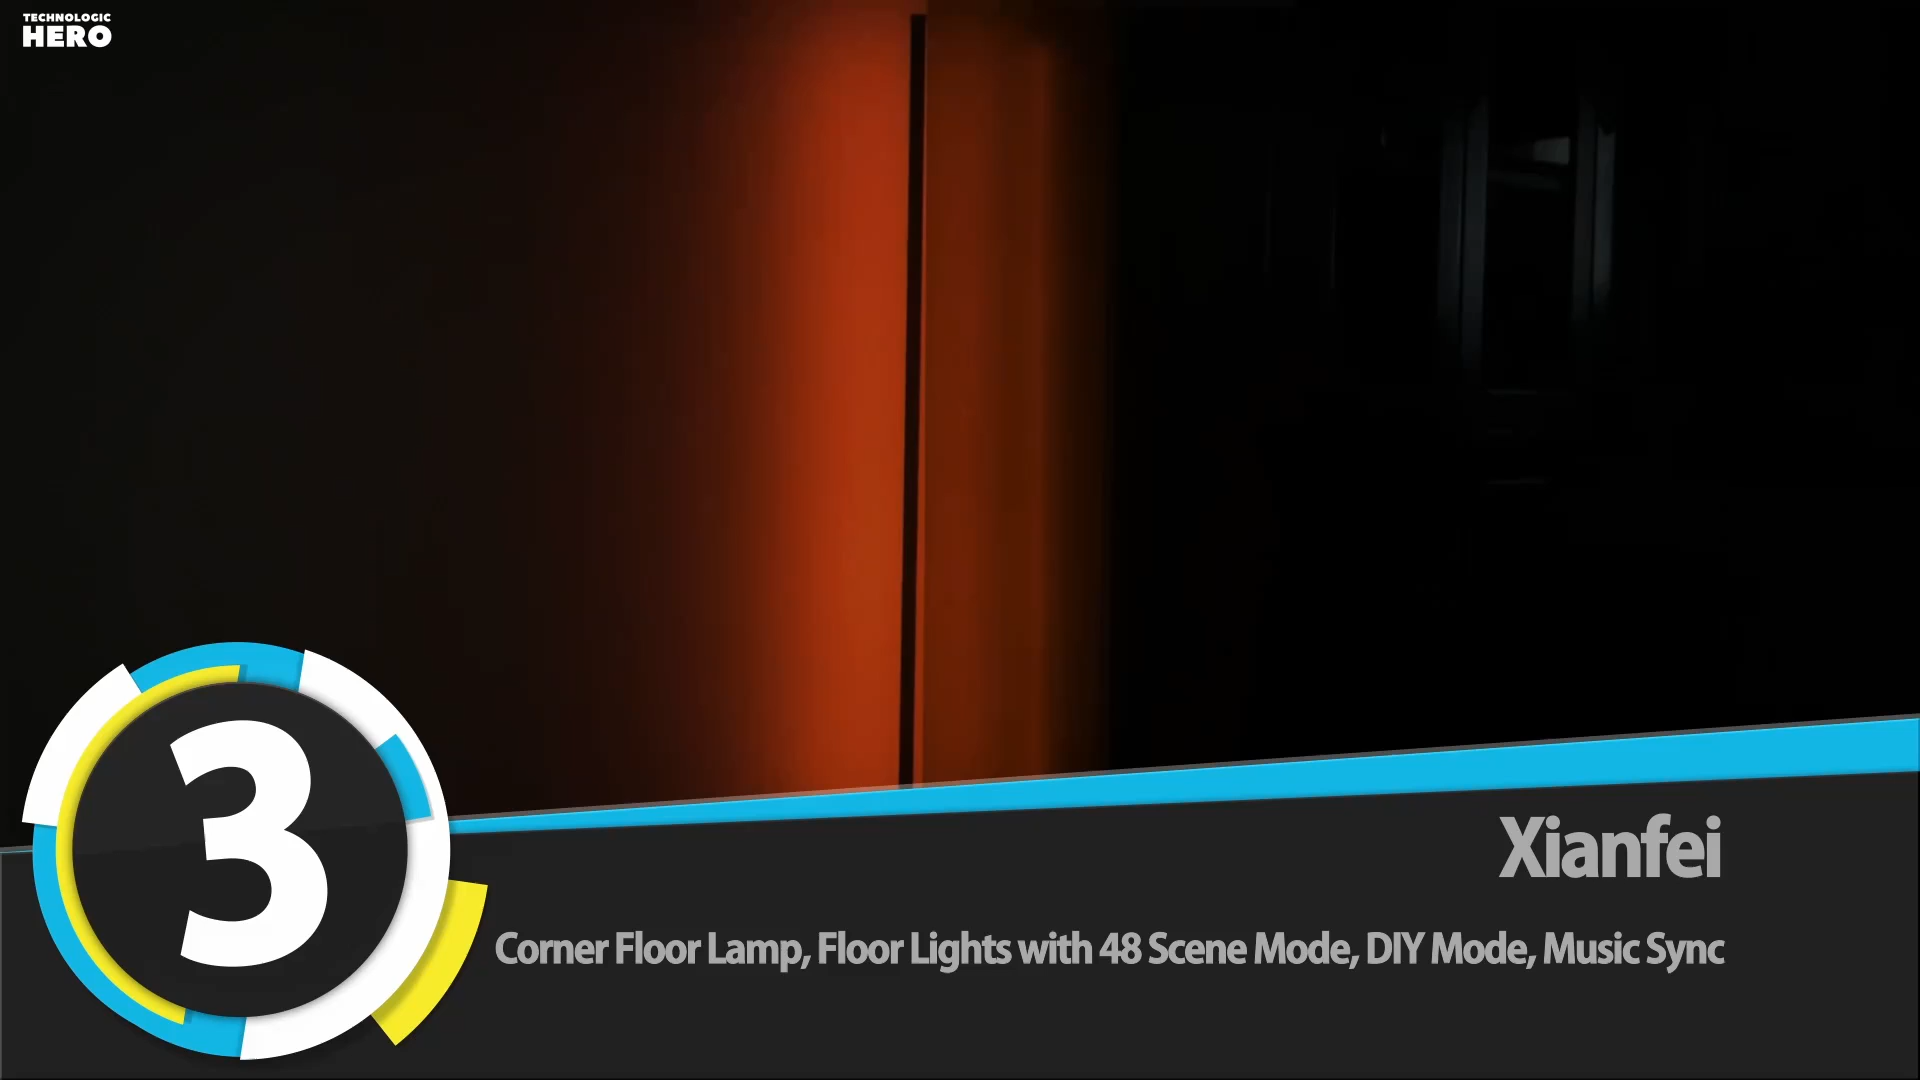 TECHNOLOGIC
HERO
3
Xianfei
Corner Floor Lamp, Floor Lights with 48 Scene Mode, DIY Mode, Music Sync